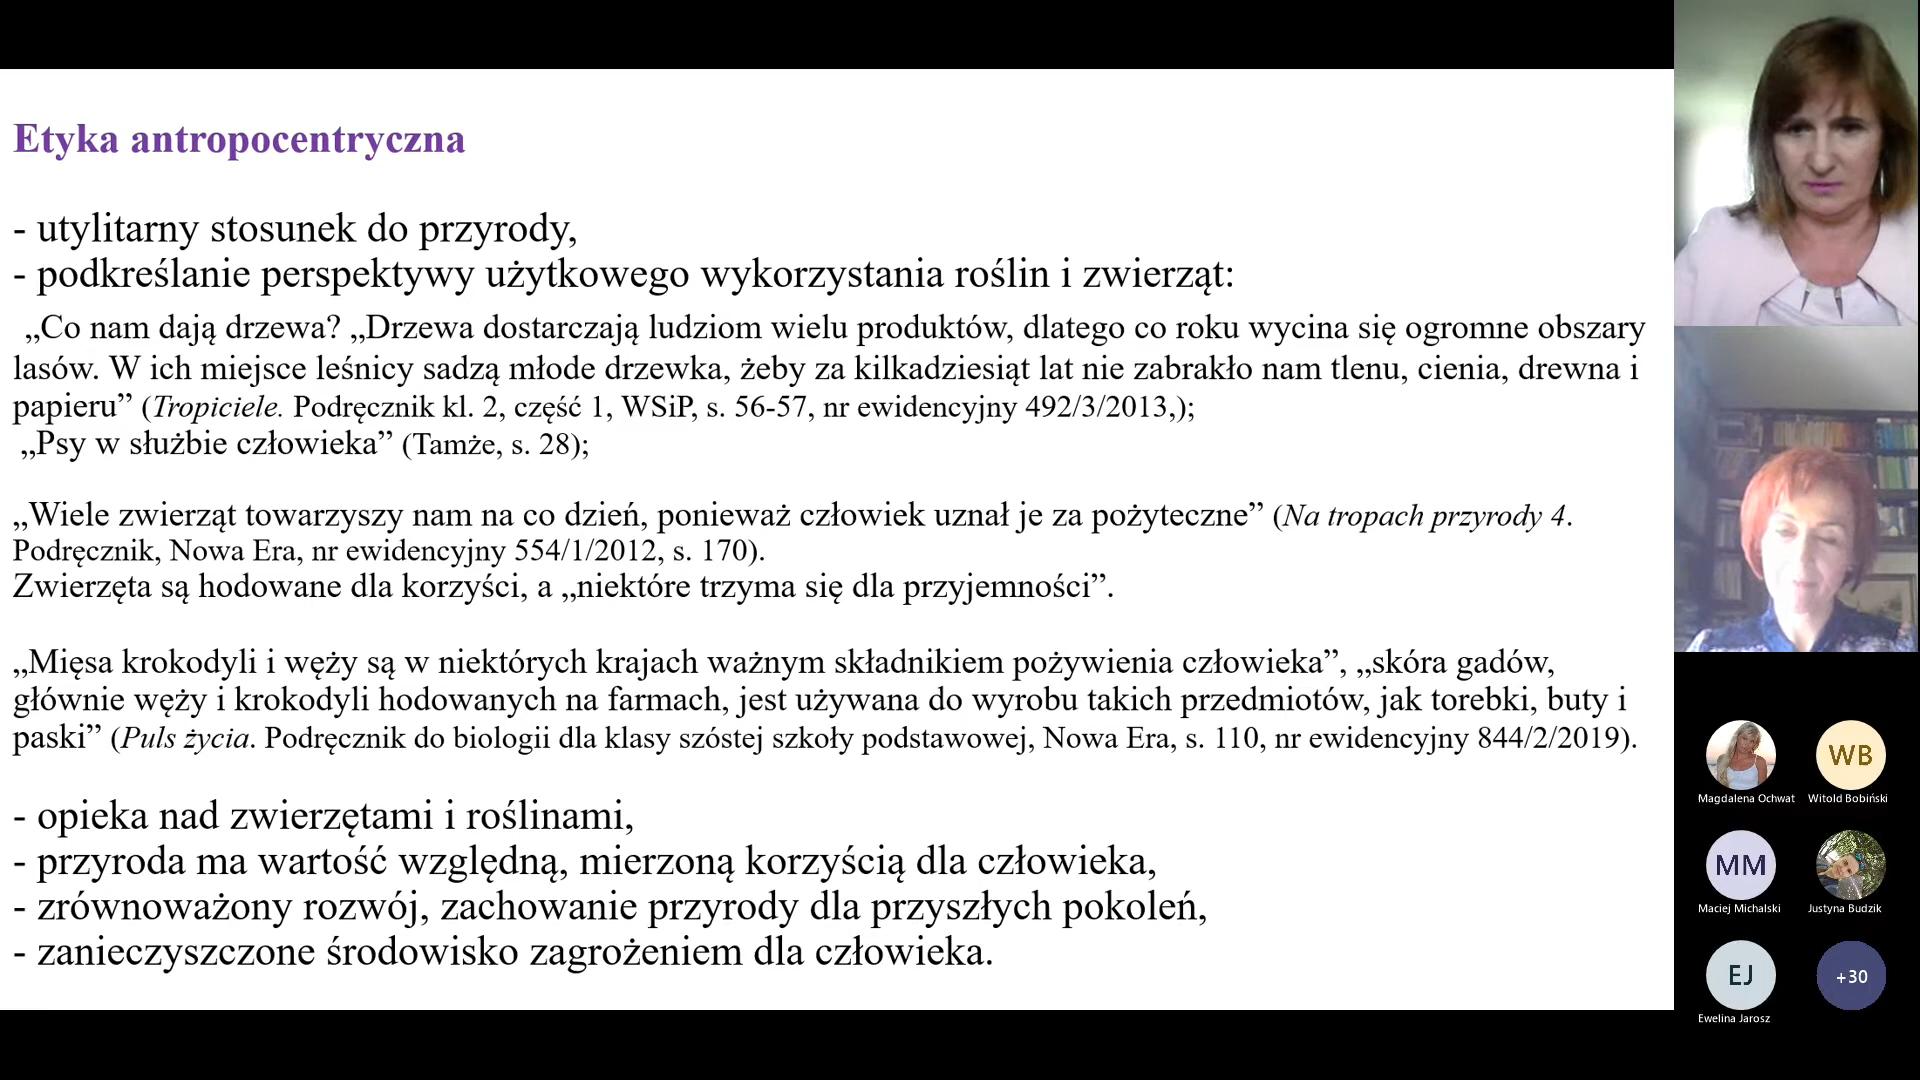 Etyka antropocentryczna
- utylitarny stosunek do przyrody,
- podkreślanie perspektywy użytkowego wykorzystania roślin i zwierząt:
„Co nam dają drzewa? „Drzewa dostarczają ludziom wielu produktów, dlatego co roku wycina się ogromne obszary
lasów. W ich miejsce leśnicy sadzą młode drzewka, żeby za kilkadziesiąt lat nie zabrakło nam tlenu, cienia, drewna i
papieru” (Tropiciele. Podręcznik kl. 2, część 1, WSiP, s. 56-57, nr ewidencyjny 492/3/2013,);
„Psy w służbie człowieka” (Tamże, s. 28);
„Wiele zwierząt towarzyszy nam na co dzień, ponieważ człowiek uznał je za pożyteczne” (Na tropach przyrody 4.
Podręcznik, Nowa Era, nr ewidencyjny 554/1/2012, s. 170).
Zwierzęta są hodowane dla korzyści, a „niektóre trzyma się dla przyjemności”.
„Mięsa krokodyli i węży są w niektórych krajach ważnym składnikiem pożywienia człowieka”, „skóra gadów,
głównie węży i krokodyli hodowanych na farmach, jest używana do wyrobu takich przedmiotów, jak torebki, buty i
paski” (Puls życia. Podręcznik do biologii dla klasy szóstej szkoły podstawowej, Nowa Era, s. 110, nr ewidencyjny 844/2/2019).
- opieka nad zwierzętami i roślinami,
- przyroda ma wartość względną, mierzoną korzyścią dla człowieka,
- zrównoważony rozwój, zachowanie przyrody dla przyszłych pokoleń,
- zanieczyszczone środowisko zagrożeniem dla człowieka.
WB
Magdalena Ochwat
Witold Bobiński
MM
Maciej Michalski
Justyna Budzik
EJ
+30
Ewelina Jarosz